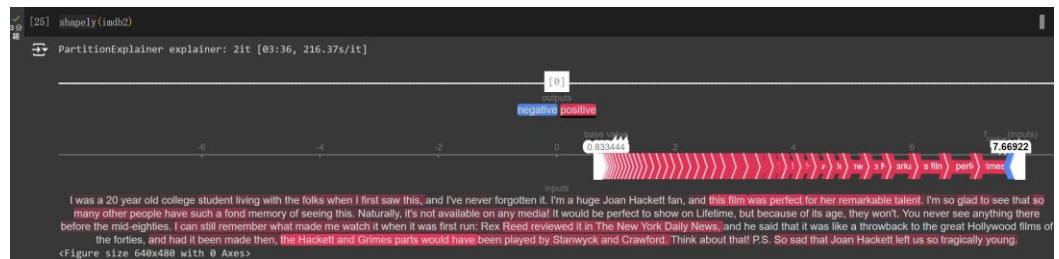 [25] shapely(imdb2)
PartitionExplainer explainer: 2it [03:36, 216.37s/it]
[0]
outputs
negative positive
base value
(inputs)
-6 -4 -2 0 2 4 6
0.833444
7.66922
s film perf imes
inputs
I was a 20 year old college student living with the folks when I first saw this, and I've never forgotten it. I'm a huge Joan Hackett fan, and this film was perfect for her remarkable talent. I'm so glad to see that so
many other people have such a fond memory of seeing this. Naturally, it's not available on any media! It would be perfect to show on Lifetime, but because of its age, they won't. You never see anything there
before the mid-eighties. I can still remember what made me watch it when it was first run: Rex Reed reviewed it in The New York Daily News, and he said that it was like a throwback to the great Hollywood films of
the forties, and had it been made then, the Hackett and Grimes parts would have been played by Stanwyck and Crawford. Think about that! P.S. So sad that Joan Hackett left us so tragically young.
<Figure size 640x480 with 0 Axes>